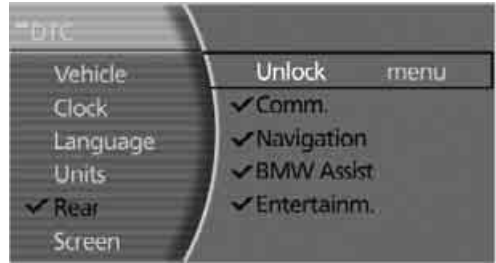 DTC
Vehicle
Clock
Language
Units
✔ Rear
Screen
Unlock menu
✔ Comm.
✔ Navigation
✔ BMW Assist
✔ Entertainm.